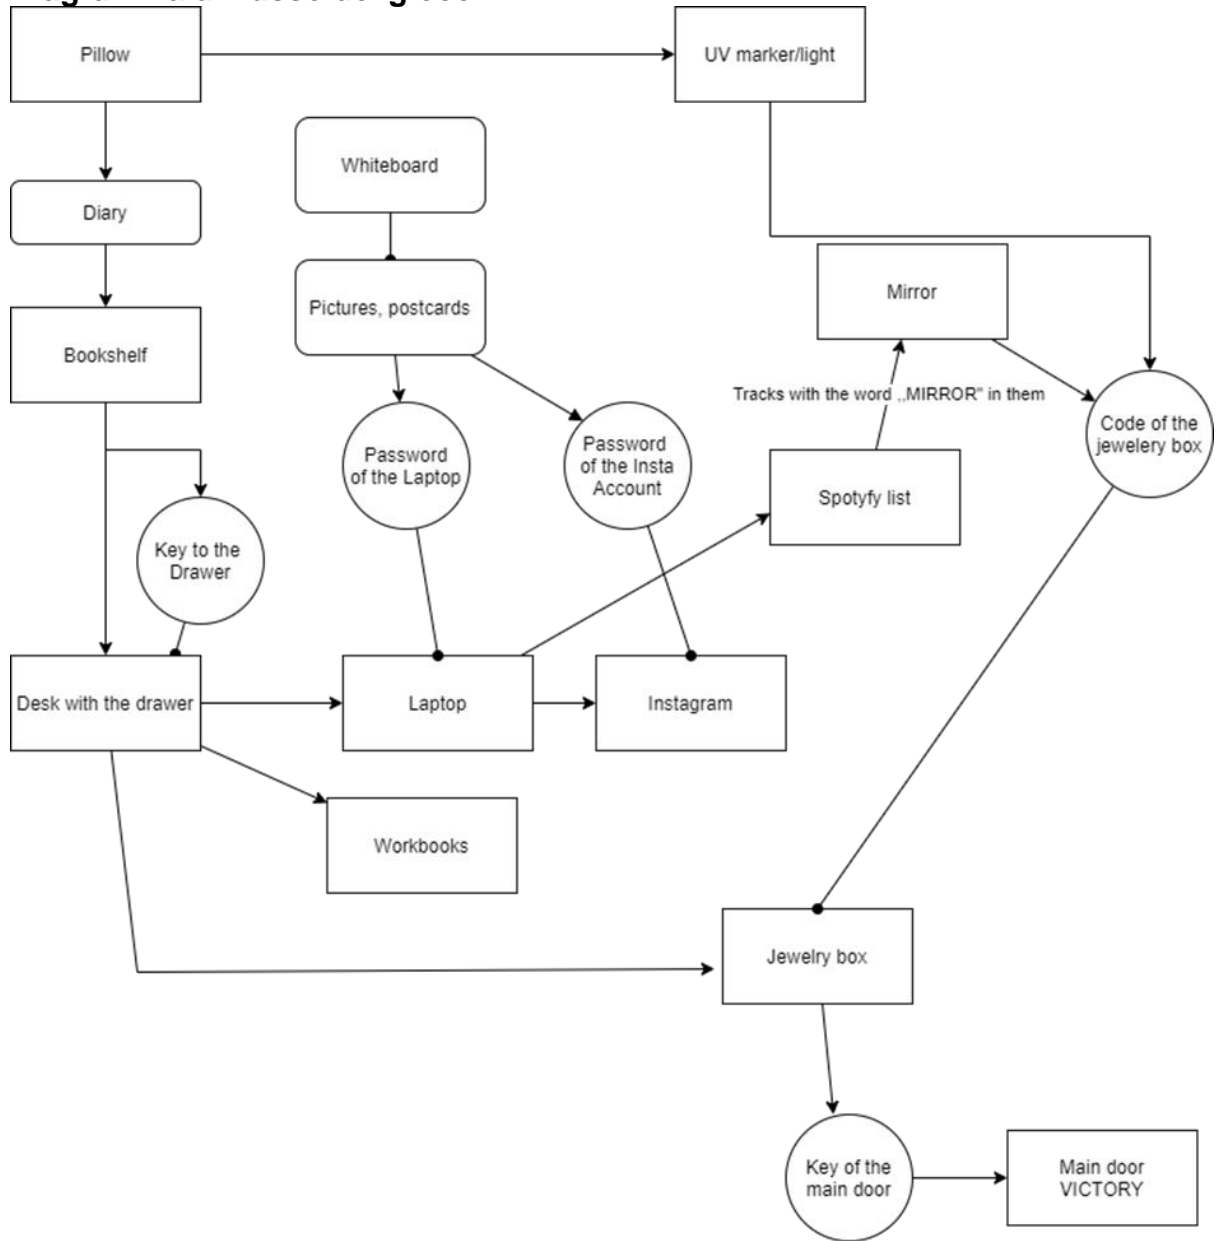 Pillow
UV marker/light
Whiteboard
Diary
Pictures, postcards
Mirror
Bookshelf
Tracks with the word ,,MIRROR" in them
Code of the
jewelery box
Password
of the Laptop
Password
of the Insta
Account
Spotyfy list
Key to the
Drawer
Desk with the drawer
Laptop
Instagram
Workbooks
Jewelry box
Key of the
main door
Main door
VICTORY